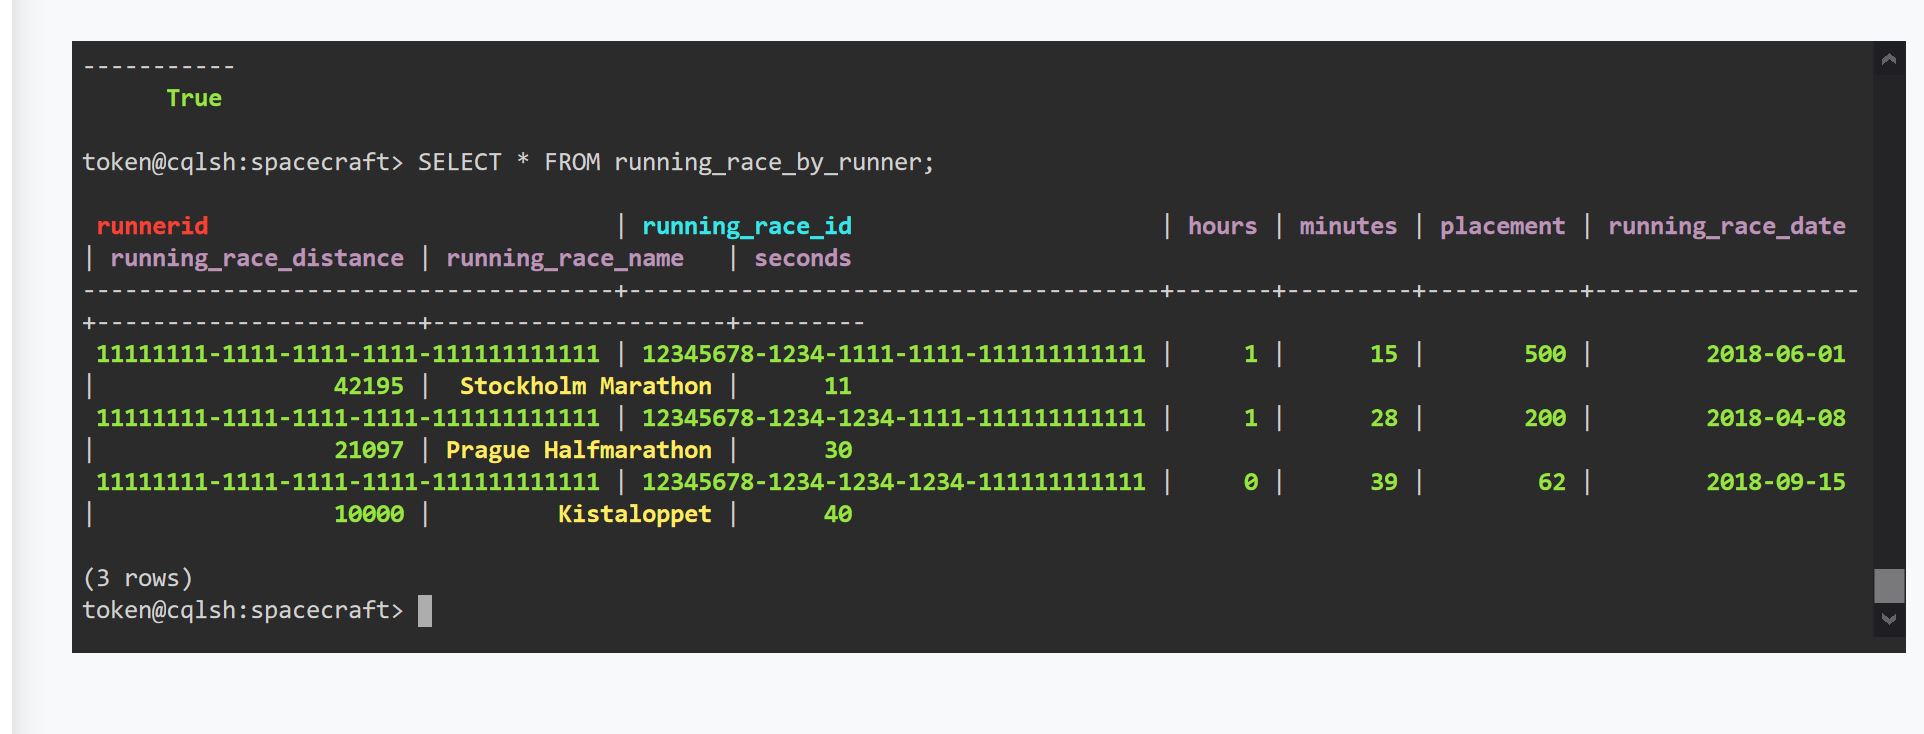 -----------
      True

token@cqlsh:spacecraft> SELECT * FROM running_race_by_runner;

 runnerid                             | running_race_id                      | hours | minutes | placement | running_race_date
| running_race_distance | running_race_name   | seconds
--------------------------------------+--------------------------------------+-------+---------+-----------+-------------------
+-----------------------+---------------------+---------
 11111111-1111-1111-1111-111111111111 | 12345678-1234-1111-1111-111111111111 |     1 |      15 |       500 |        2018-06-01
|                 42195 |  Stockholm Marathon |      11
 11111111-1111-1111-1111-111111111111 | 12345678-1234-1234-1111-111111111111 |     1 |      28 |       200 |        2018-04-08
|                 21097 | Prague Halfmarathon |      30
 11111111-1111-1111-1111-111111111111 | 12345678-1234-1234-1234-111111111111 |     0 |      39 |        62 |        2018-09-15
|                 10000 |         Kistaloppet |      40

(3 rows)
token@cqlsh:spacecraft>